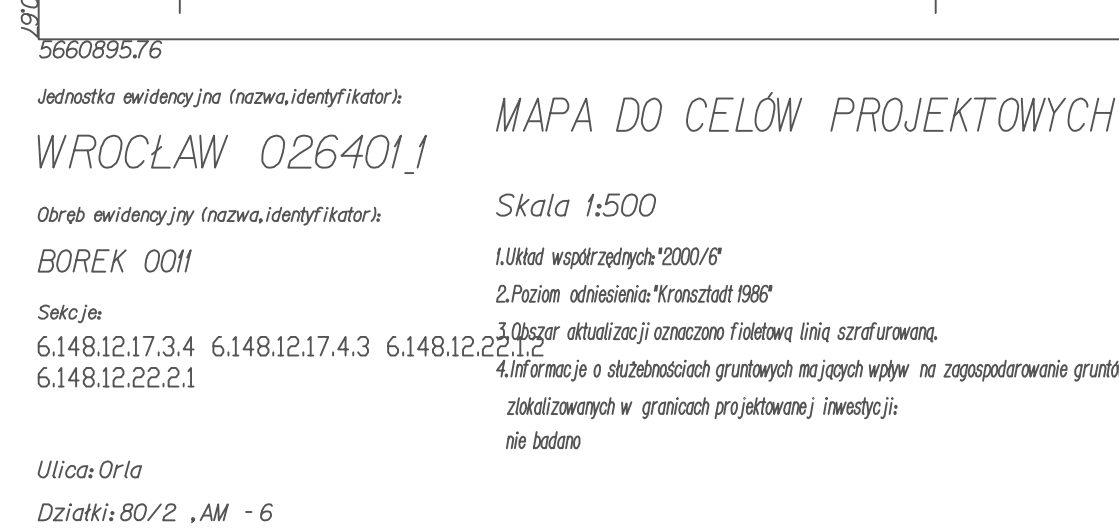 5660895.76
Jednostka ewidencyjna (nazwa,identyfikator):
WROCŁAW 026401_1
Obręb ewidencyjny (nazwa,identyfikator):
BOREK 0011
Sekcje:
6.148.12.17.3.4 6.148.12.17.4.3 6.148.12.22.1.2
6.148.12.22.2.1
Ulica: Orla
Działki: 80/2 , AM - 6
MAPA DO CELÓW PROJEKTOWYCH
Skala 1:500
1.Układ współrzędnych: "2000/6"
2.Poziom odniesienia: "Kronsztadt 1986"
3.Obszar aktualizacji oznaczono fioletową linią szrafurowaną.
4.Informacje o służebnościach gruntowych mających wpływ na zagospodarowanie gruntó
zlokalizowanych w granicach projektowanej inwestycji:
nie badano